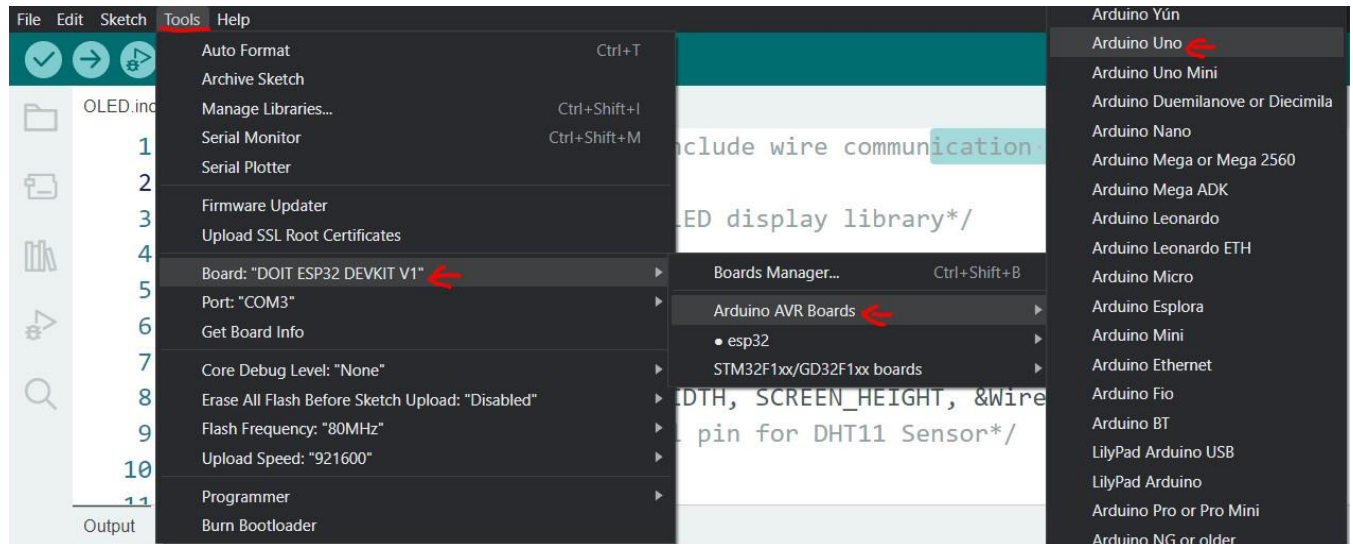 File Edit Sketch Tools Help
Auto Format Ctrl+T
Archive Sketch
Manage Libraries... Ctrl+Shift+I
Serial Monitor Ctrl+Shift+M
Serial Plotter
Firmware Updater
Upload SSL Root Certificates
Board: "DOIT ESP32 DEVKIT V1"
Port: "COM3"
Get Board Info
Core Debug Level: "None"
Erase All Flash Before Sketch Upload: "Disabled"
Flash Frequency: "80MHz"
Upload Speed: "921600"
Programmer
Burn Bootloader
OLED.ino
1
2
3
4
5
6
7
8
9
10
11
Output
nclude wire communication
LED display library*/
IDTH, SCREEN_HEIGHT, &Wire
l pin for DHT11 Sensor*/
Boards Manager... Ctrl+Shift+B
Arduino AVR Boards
● esp32
STM32F1xx/GD32F1xx boards
Arduino Yún
Arduino Uno
Arduino Uno Mini
Arduino Duemilanove or Diecimila
Arduino Nano
Arduino Mega or Mega 2560
Arduino Mega ADK
Arduino Leonardo
Arduino Leonardo ETH
Arduino Micro
Arduino Esplora
Arduino Mini
Arduino Ethernet
Arduino Fio
Arduino BT
LilyPad Arduino USB
LilyPad Arduino
Arduino Pro or Pro Mini
Arduino NG or older